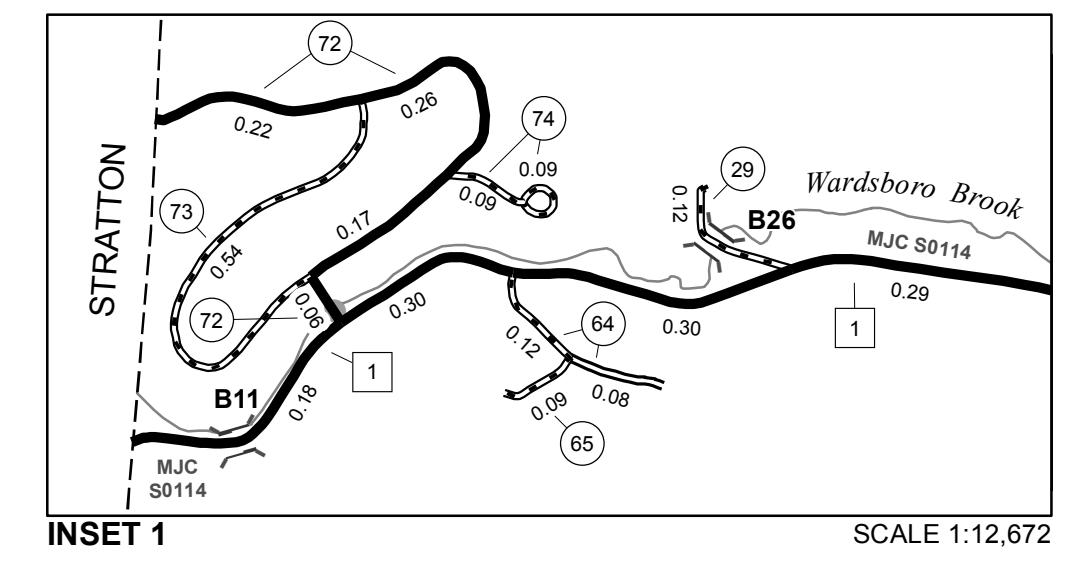 72
0.22
0.26
74
0.09
0.09
STRATTON
73
0.54
0.17
72
0.06
0.30
29
0.12
B26
Wardsboro Brook
MJC S0114
0.29
1
0.30
64
0.12
0.08
0.09
65
1
0.18
B11
MJC
S0114
INSET 1
SCALE 1:12,672